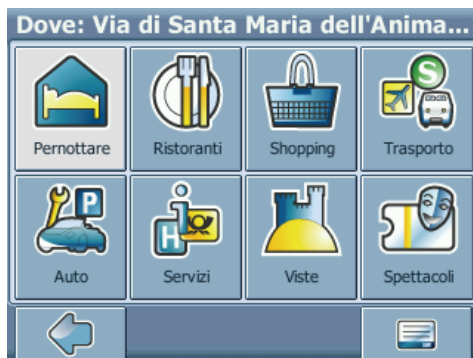 Dove: Via di Santa Maria dell'Anima...
Pernottare Ristoranti Shopping Trasporto
S
P
H
Auto Servizi Viste Spettacoli